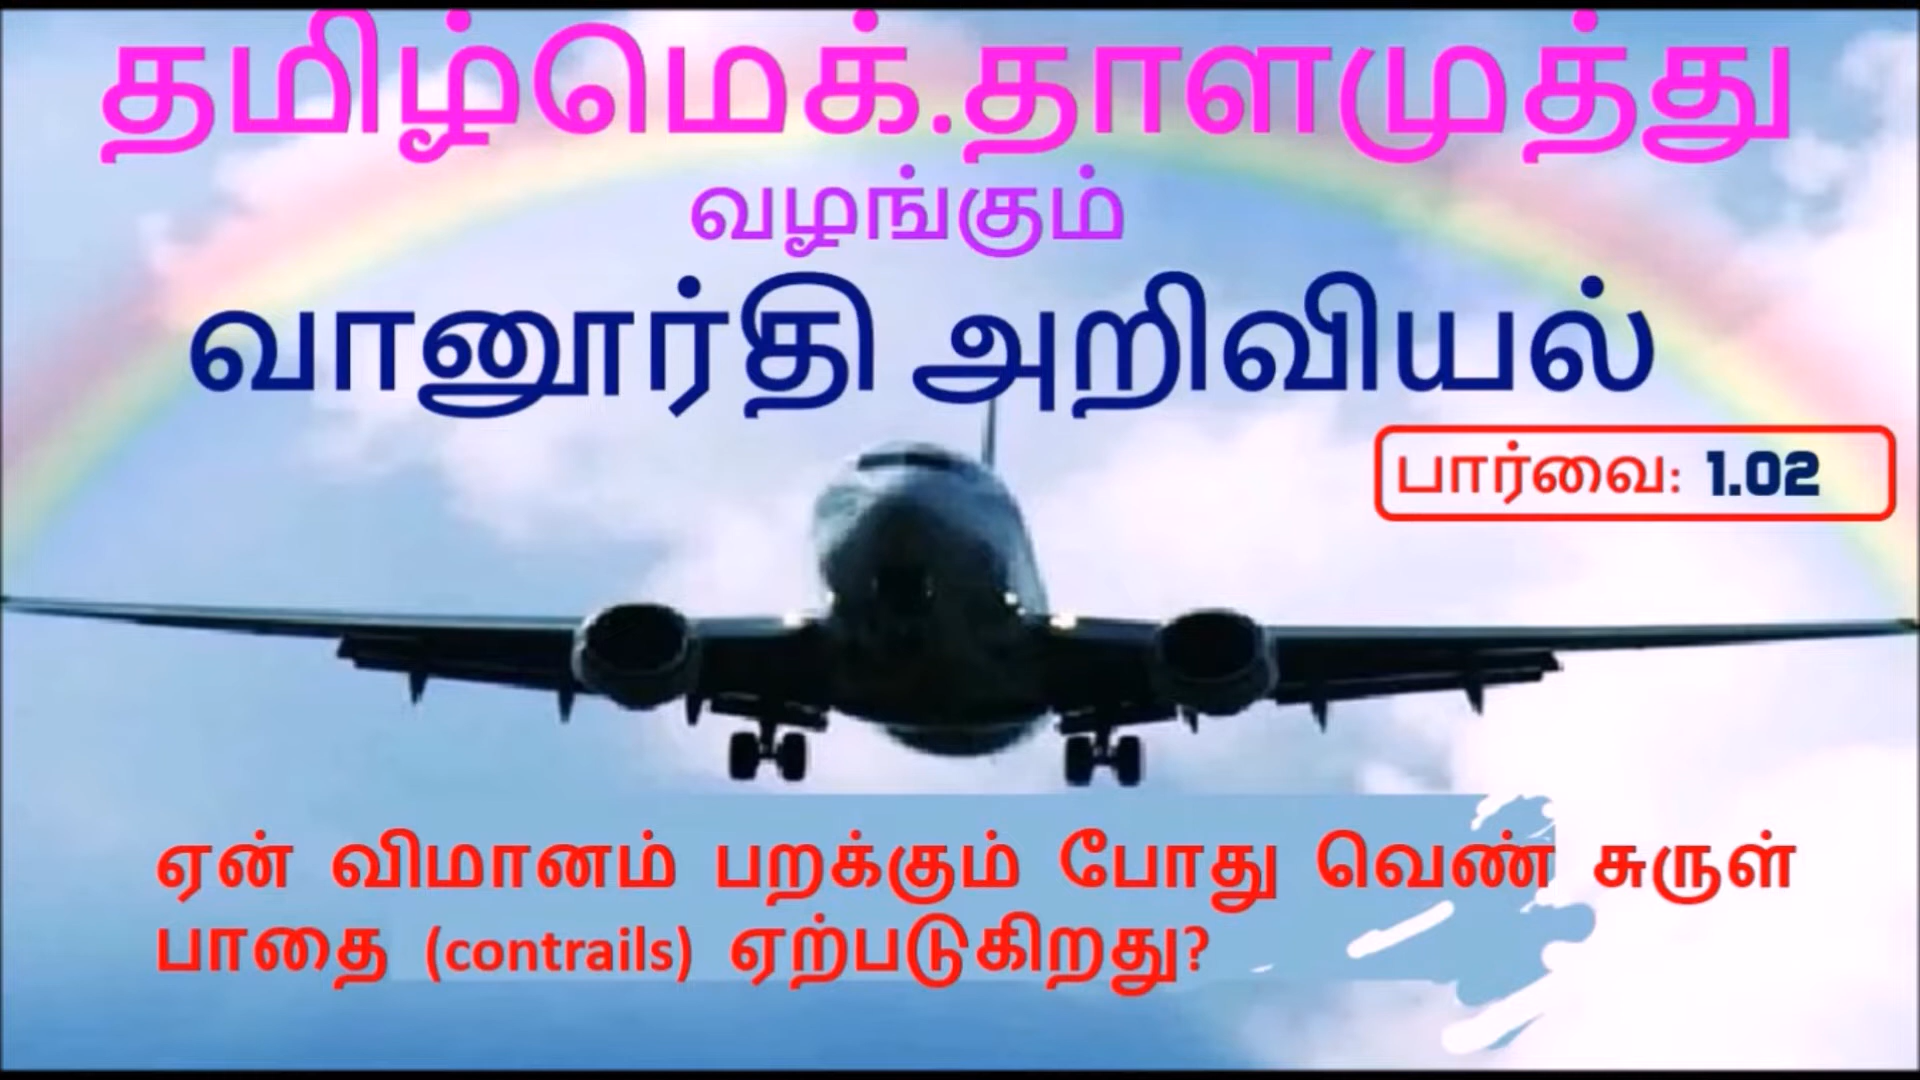 தமிழ்மெக்.தாளமுத்து
வழங்கும்
வானூர்தி அறிவியல்
பார்வை: 1.02
ஏன் விமானம் பறக்கும் போது வெண் சுருள்
பாதை (contrails) ஏற்படுகிறது?